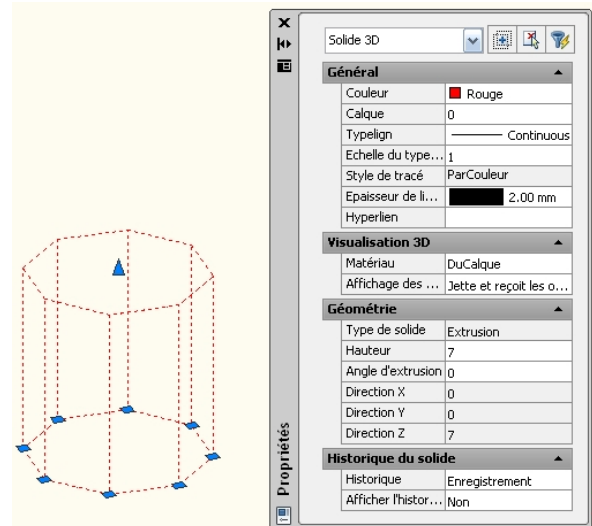 Solide 3D
Général
Couleur Rouge
Calque 0
Typelign Continuous
Echelle du type... 1
Style de tracé ParCouleur
Epaisseur de li... 2.00 mm
Hyperlien
Visualisation 3D
Matériau DuCalque
Affichage des ... Jette et reçoit les o...
Géométrie
Type de solide Extrusion
Hauteur 7
Angle d'extrusion 0
Direction X 0
Direction Y 0
Direction Z 7
Historique du solide
Historique Enregistrement
Afficher l'histor... Non
Propriétés